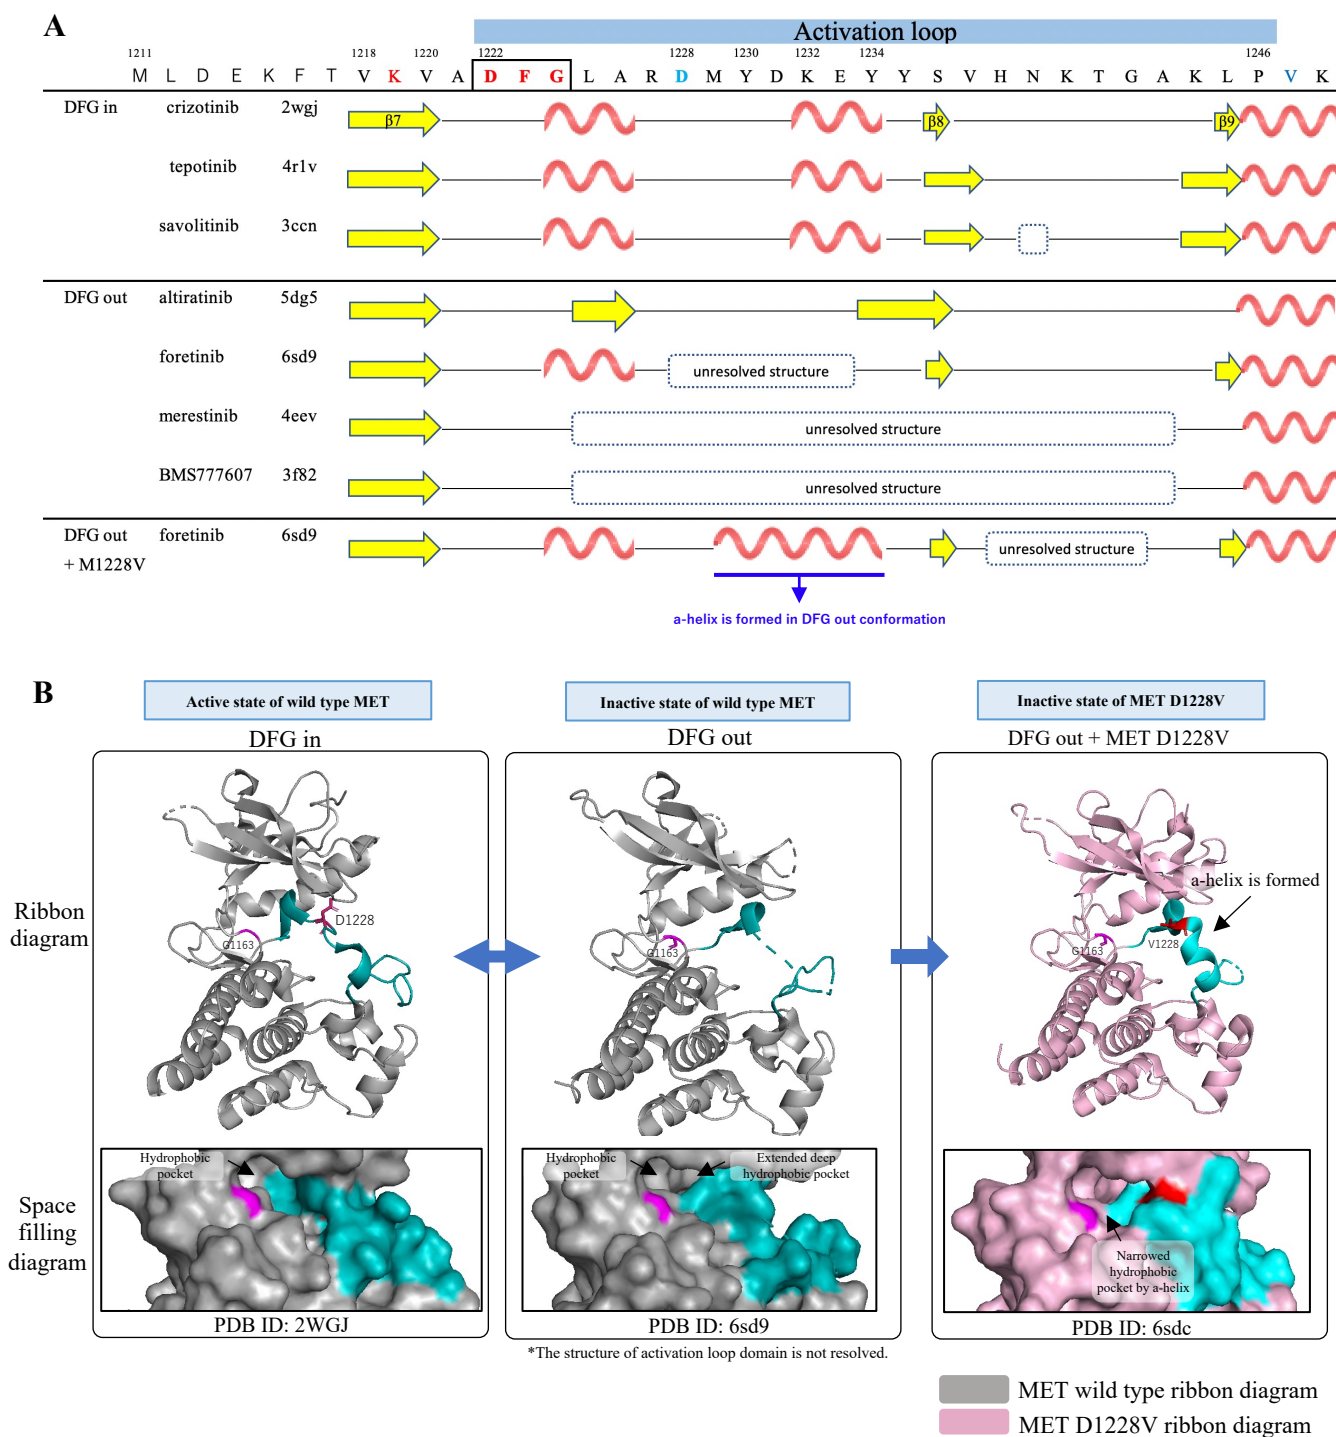 A
Activation loop
1211 1218 1220 1222 1228 1230 1232 1234 1246
M L D E K F T V K V A D F G L A R D M Y D K E Y Y S V H N K T G A K L P V K
DFG in crizotinib 2wgj β7 β8 β9
tepotinib 4r1v
savolitinib 3ccn
DFG out altiratinib 5dg5
foretinib 6sd9 unresolved structure
merestinib 4eev unresolved structure
BMS777607 3f82 unresolved structure
DFG out foretinib 6sd9 unresolved structure
+ M1228V
a-helix is formed in DFG out conformation
B
Active state of wild type MET
Inactive state of wild type MET
Inactive state of MET D1228V
DFG in
DFG out
DFG out + MET D1228V
Ribbon
diagram
D1228
G1163
G1163
a-helix is formed
V1228
G1163
Space
filling
diagram
Hydrophobic
pocket
Hydrophobic
pocket
Extended deep
hydrophobic pocket
Narrowed
hydrophobic
pocket by a-helix
PDB ID: 2WGJ
PDB ID: 6sd9
PDB ID: 6sdc
*The structure of activation loop domain is not resolved.
MET wild type ribbon diagram
MET D1228V ribbon diagram